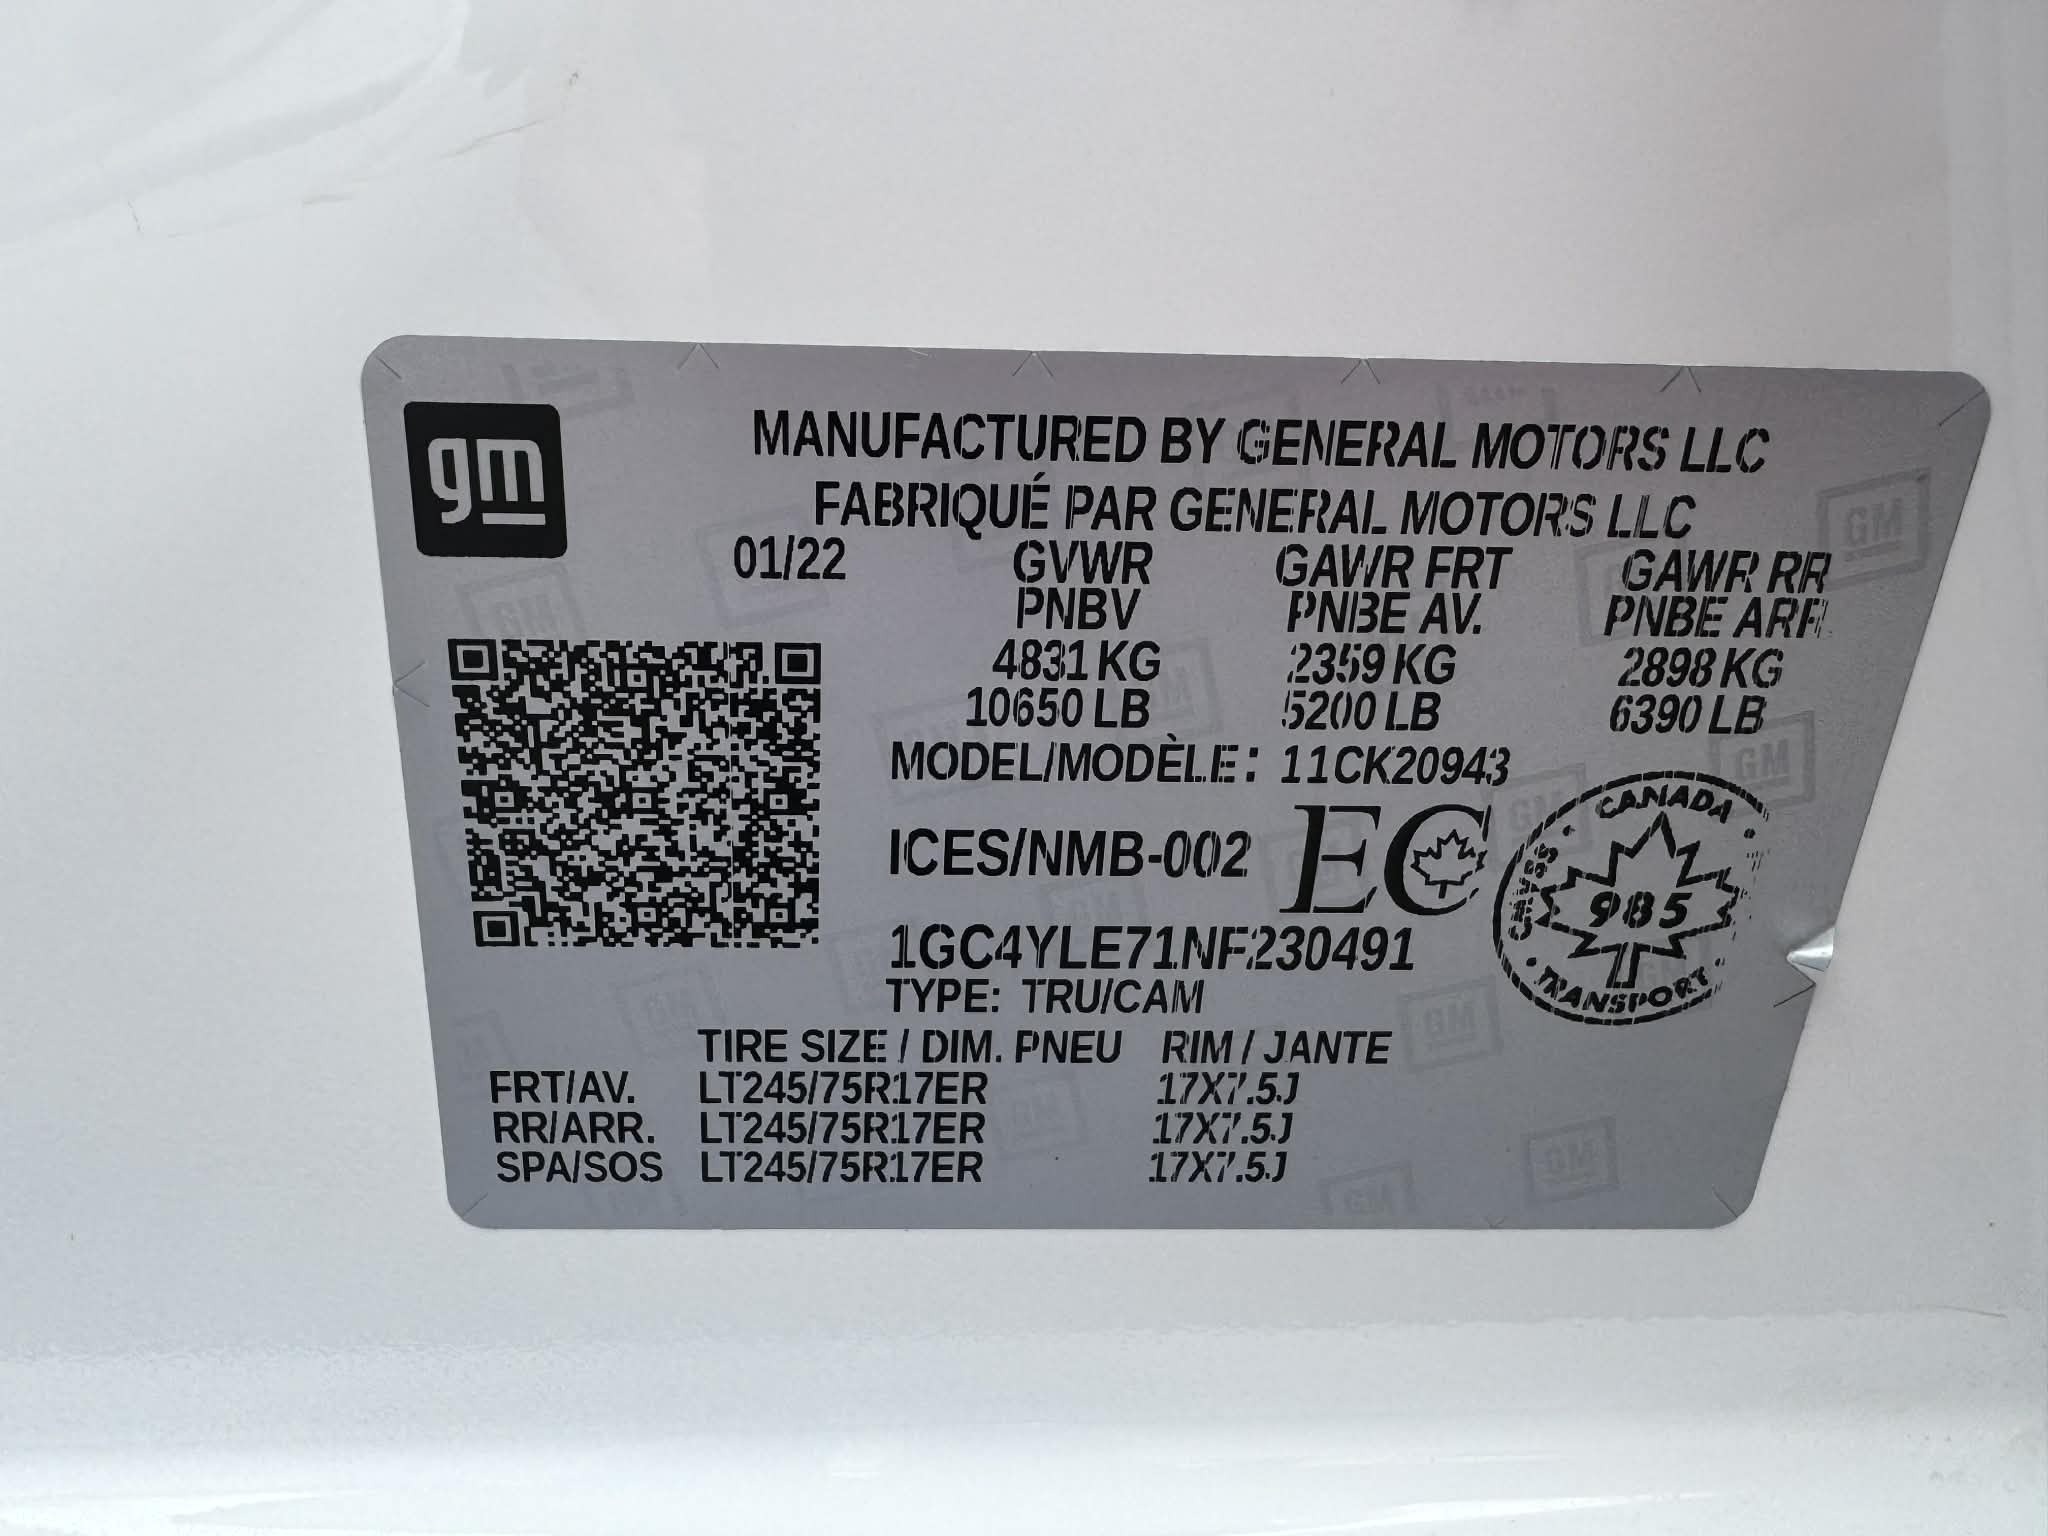 gm
MANUFACTURED BY GENERAL MOTORS LLC
FABRIQUÉ PAR GENERAL MOTORS LLC
01/22 GVWR GAWR FRT GAWR RR
PNBV PNBE AV. PNBE ARR.
4831 KG 2359 KG 2898 KG
10650 LB 5200 LB 6390 LB
MODEL/MODÈLE: 11CK20943
ICES/NMB-002 EC
CANADA
985
TRANSPORT
1GC4YLE71NF230491
TYPE: TRU/CAM
TIRE SIZE / DIM. PNEU RIM / JANTE
FRT/AV. LT245/75R17ER 17X7.5J
RR/ARR. LT245/75R17ER 17X7.5J
SPA/SOS LT245/75R17ER 17X7.5J